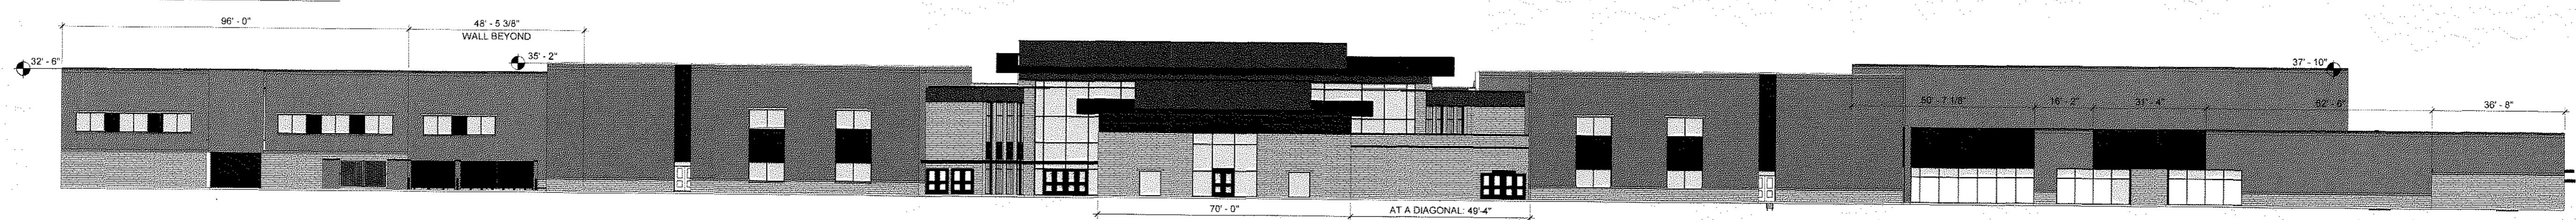 96' - 0"
48' - 5 3/8"
WALL BEYOND
32' - 6"
35' - 2"
37' - 10"
50' - 7 1/8"
16' - 2"
31' - 4"
62' - 6"
36' - 8"
70' - 0"
AT A DIAGONAL: 49'-4"